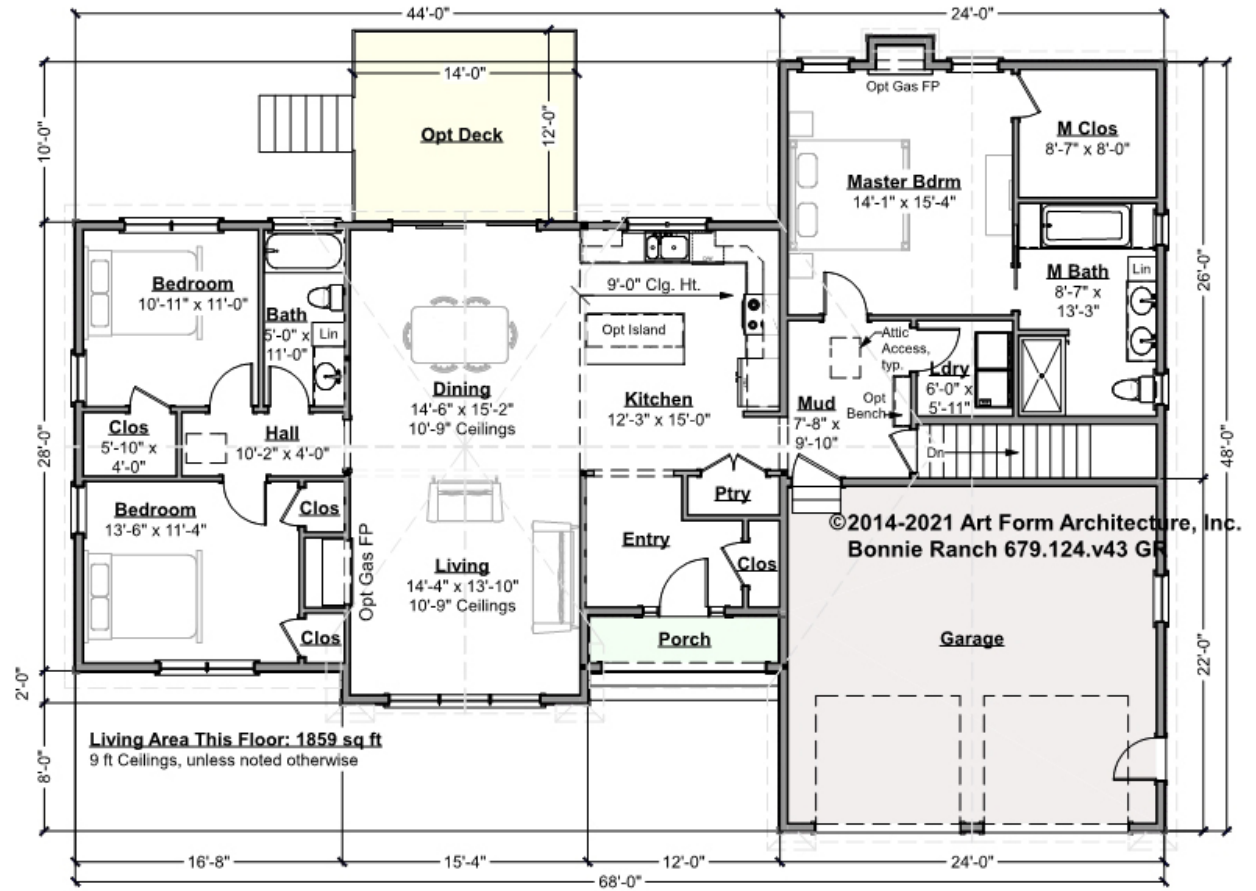 44'-0"
24'-0"
14'-0"
12'-0"
10'-0"
Opt Deck
Opt Gas FP
M Clos
8'-7" x 8'-0"
Master Bdrm
14'-1" x 15'-4"
Bedroom
10'-11" x 11'-0"
Bath
5'-0" x
11'-0"
Lin
9'-0" Clg. Ht.
Opt Island
M Bath
8'-7" x
13'-3"
Lin
26'-0"
Dining
14'-6" x 15'-2"
10'-9" Ceilings
Kitchen
12'-3" x 15'-0"
Attic
Access,
typ.
Ldry
6'-0" x
5'-11"
Opt
Bench
Mud
7'-8" x
9'-10"
Clos
5'-10" x
4'-0"
Hall
10'-2" x 4'-0"
28'-0"
48'-0"
Dn
Bedroom
13'-6" x 11'-4"
Clos
Ptry
Entry
Clos
Opt Gas FP
Living
14'-4" x 13'-10"
10'-9" Ceilings
©2014-2021 Art Form Architecture, Inc.
Bonnie Ranch 679.124.v43 GR
Clos
Porch
Garage
22'-0"
2'-0"
8'-0"
Living Area This Floor: 1859 sq ft
9 ft Ceilings, unless noted otherwise
16'-8"
15'-4"
12'-0"
24'-0"
68'-0"